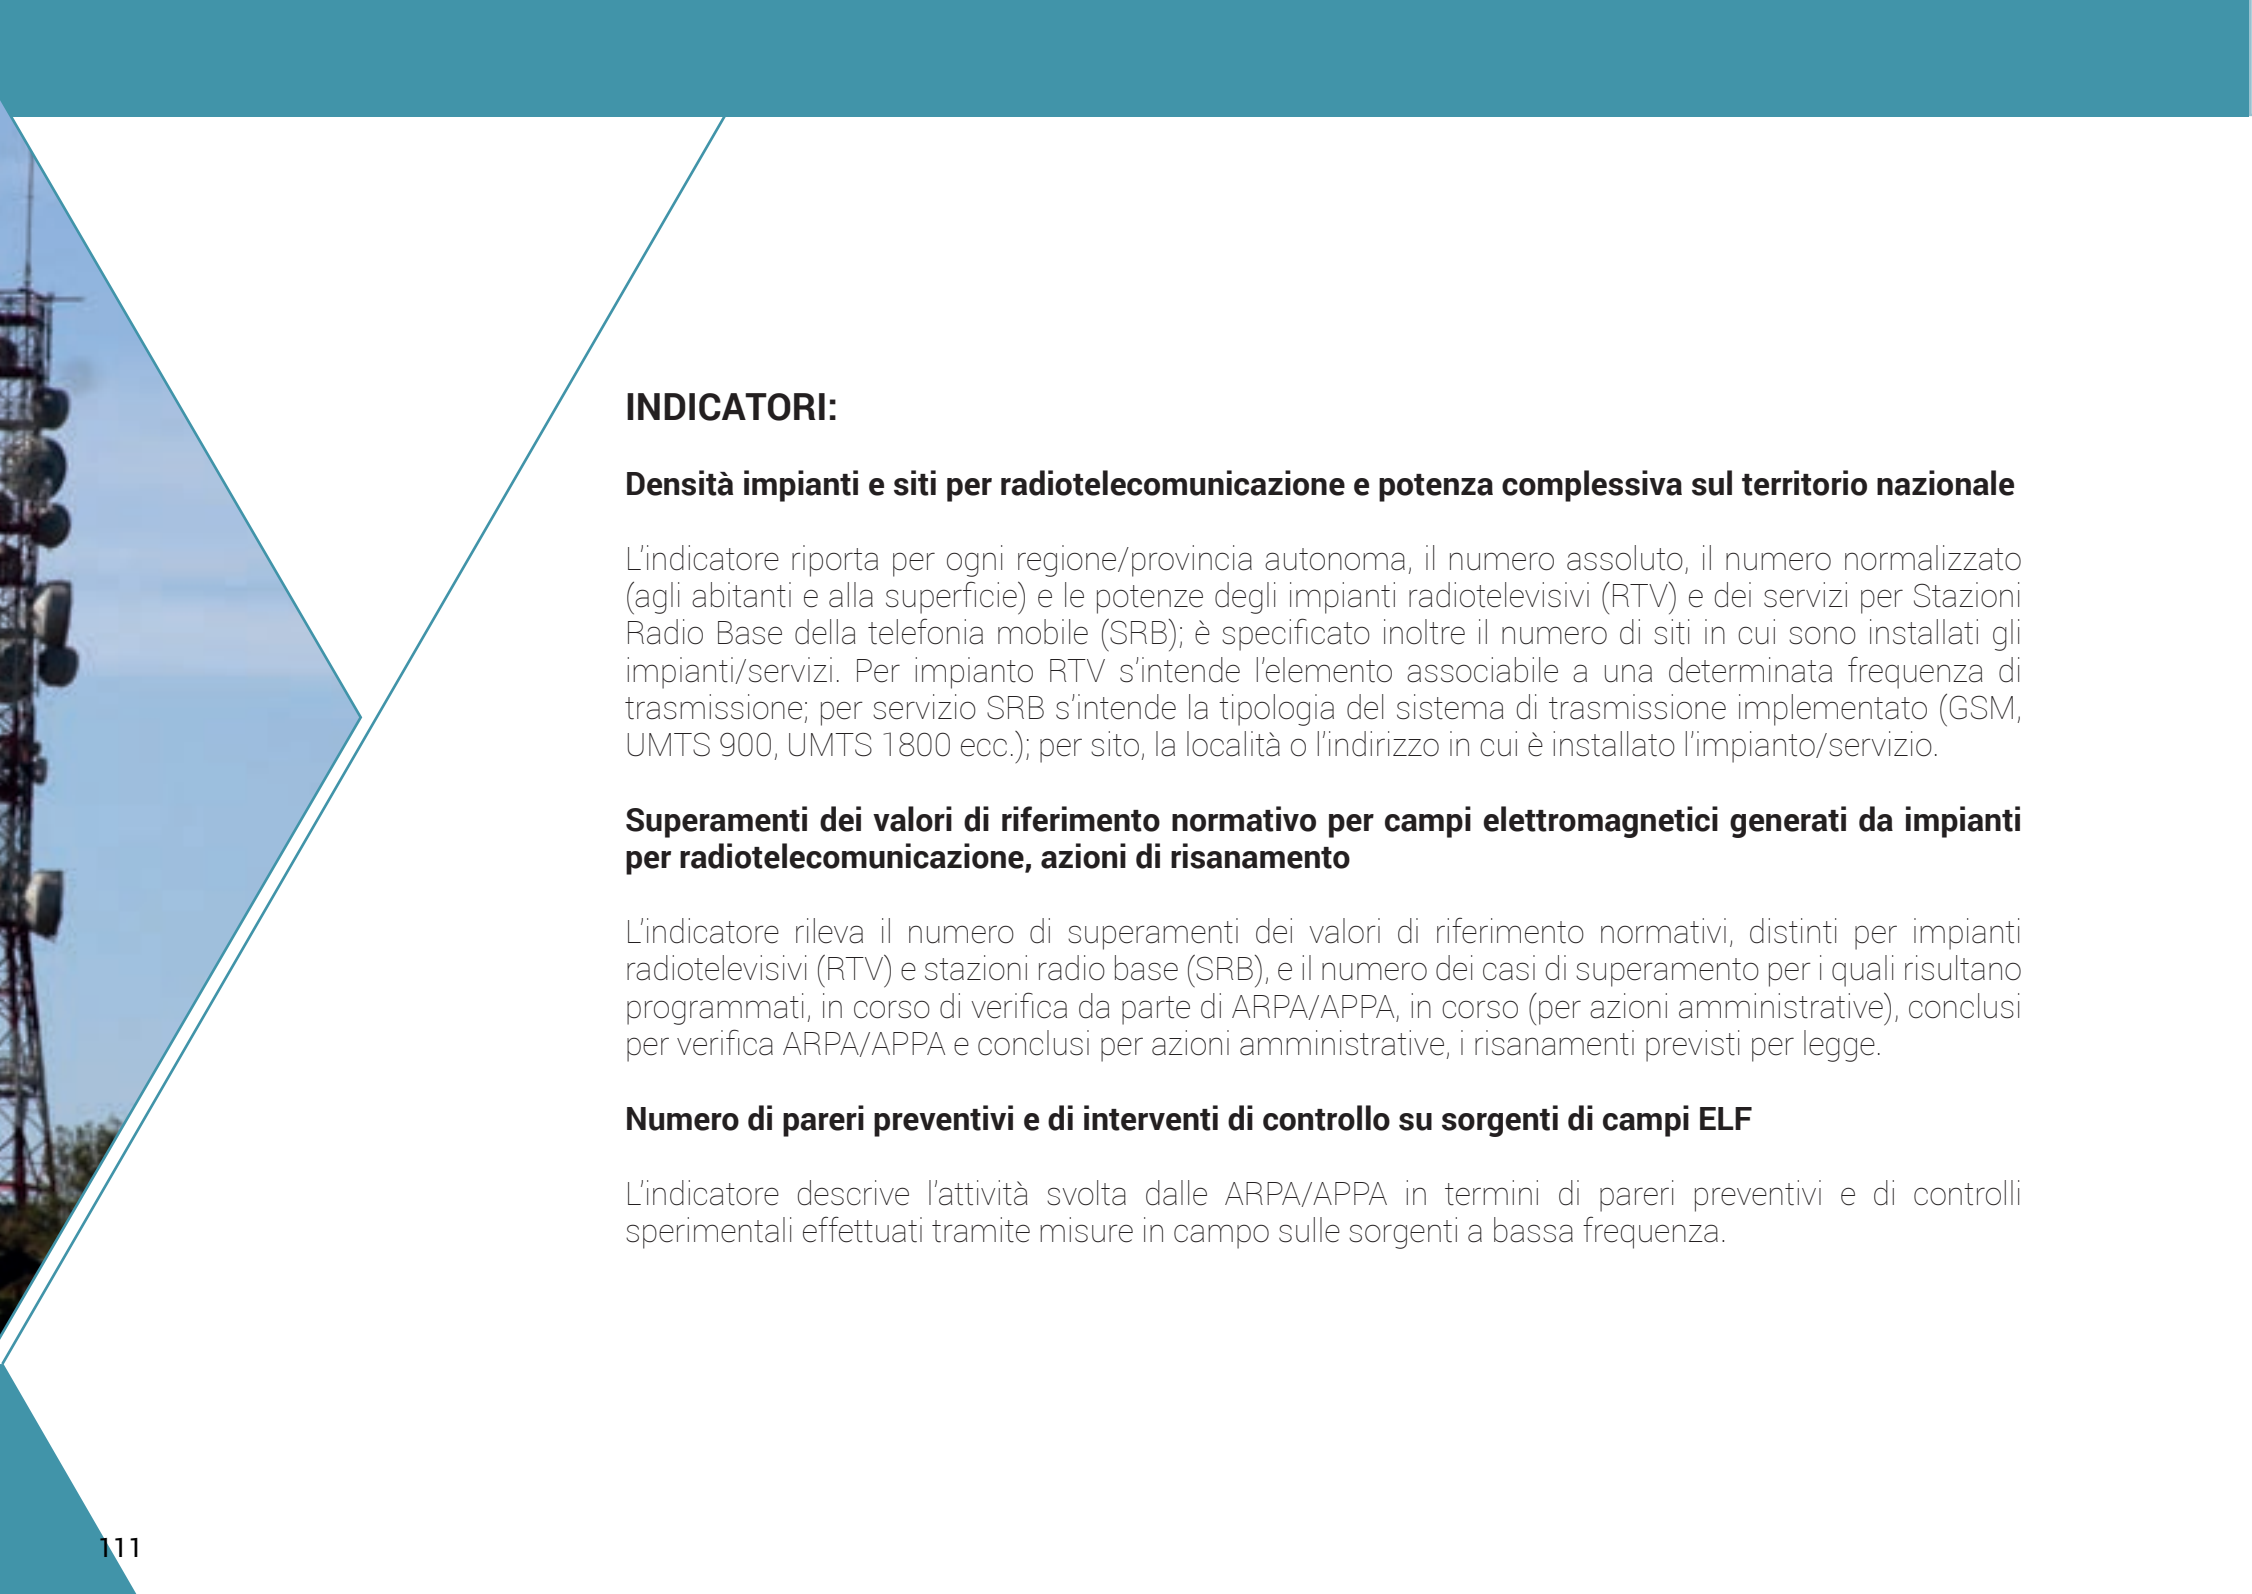 INDICATORI:
Densità impianti e siti per radiotelecomunicazione e potenza complessiva sul territorio nazionale
L’indicatore riporta per ogni regione/provincia autonoma, il numero assoluto, il numero normalizzato
(agli abitanti e alla superficie) e le potenze degli impianti radiotelevisivi (RTV) e dei servizi per Stazioni
Radio Base della telefonia mobile (SRB); è specificato inoltre il numero di siti in cui sono installati gli
impianti/servizi. Per impianto RTV s’intende l’elemento associabile a una determinata frequenza di
trasmissione; per servizio SRB s’intende la tipologia del sistema di trasmissione implementato (GSM,
UMTS 900, UMTS 1800 ecc.); per sito, la località o l’indirizzo in cui è installato l’impianto/servizio.
Superamenti dei valori di riferimento normativo per campi elettromagnetici generati da impianti
per radiotelecomunicazione, azioni di risanamento
L’indicatore rileva il numero di superamenti dei valori di riferimento normativi, distinti per impianti
radiotelevisivi (RTV) e stazioni radio base (SRB), e il numero dei casi di superamento per i quali risultano
programmati, in corso di verifica da parte di ARPA/APPA, in corso (per azioni amministrative), conclusi
per verifica ARPA/APPA e conclusi per azioni amministrative, i risanamenti previsti per legge.
Numero di pareri preventivi e di interventi di controllo su sorgenti di campi ELF
L’indicatore descrive l’attività svolta dalle ARPA/APPA in termini di pareri preventivi e di controlli
sperimentali effettuati tramite misure in campo sulle sorgenti a bassa frequenza.
111